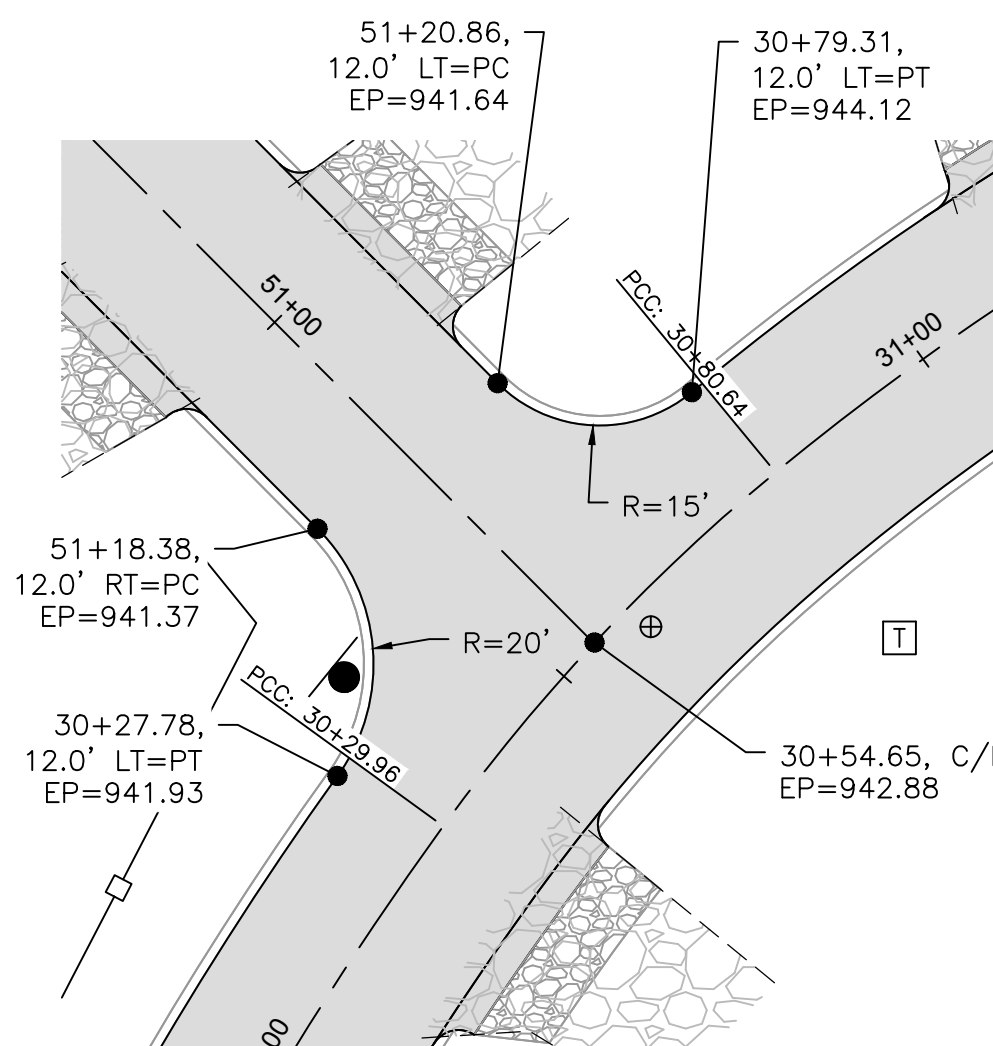 51+20.86,
12.0' LT=PC
EP=941.64
30+79.31,
12.0' LT=PT
EP=944.12
51+00
PCC: 30+80.64
31+00
R=15'
51+18.38,
12.0' RT=PC
EP=941.37
R=20'
T
PCC: 30+29.96
30+27.78,
12.0' LT=PT
EP=941.93
30+54.65,
EP=942.88
00